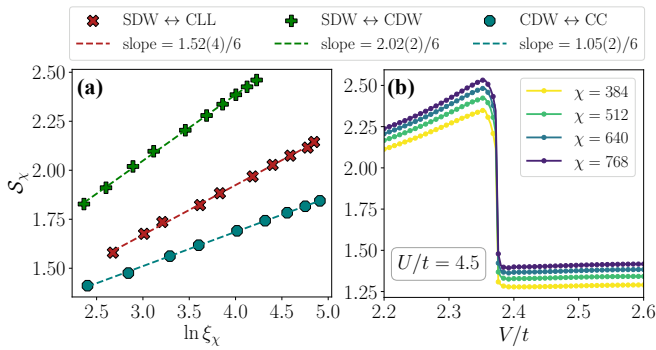 SDW ↔ CLL
SDW ↔ CDW
CDW ↔ CC
slope = 1.52(4)/6
slope = 2.02(2)/6
slope = 1.05(2)/6
(a)
2.50
2.25
2.00
1.75
1.50
S_χ
2.5
3.0
3.5
4.0
4.5
5.0
ln ξ_χ
(b)
2.50
2.25
2.00
1.75
1.50
1.25
χ = 384
χ = 512
χ = 640
χ = 768
U/t = 4.5
2.2
2.3
2.4
2.5
2.6
V/t